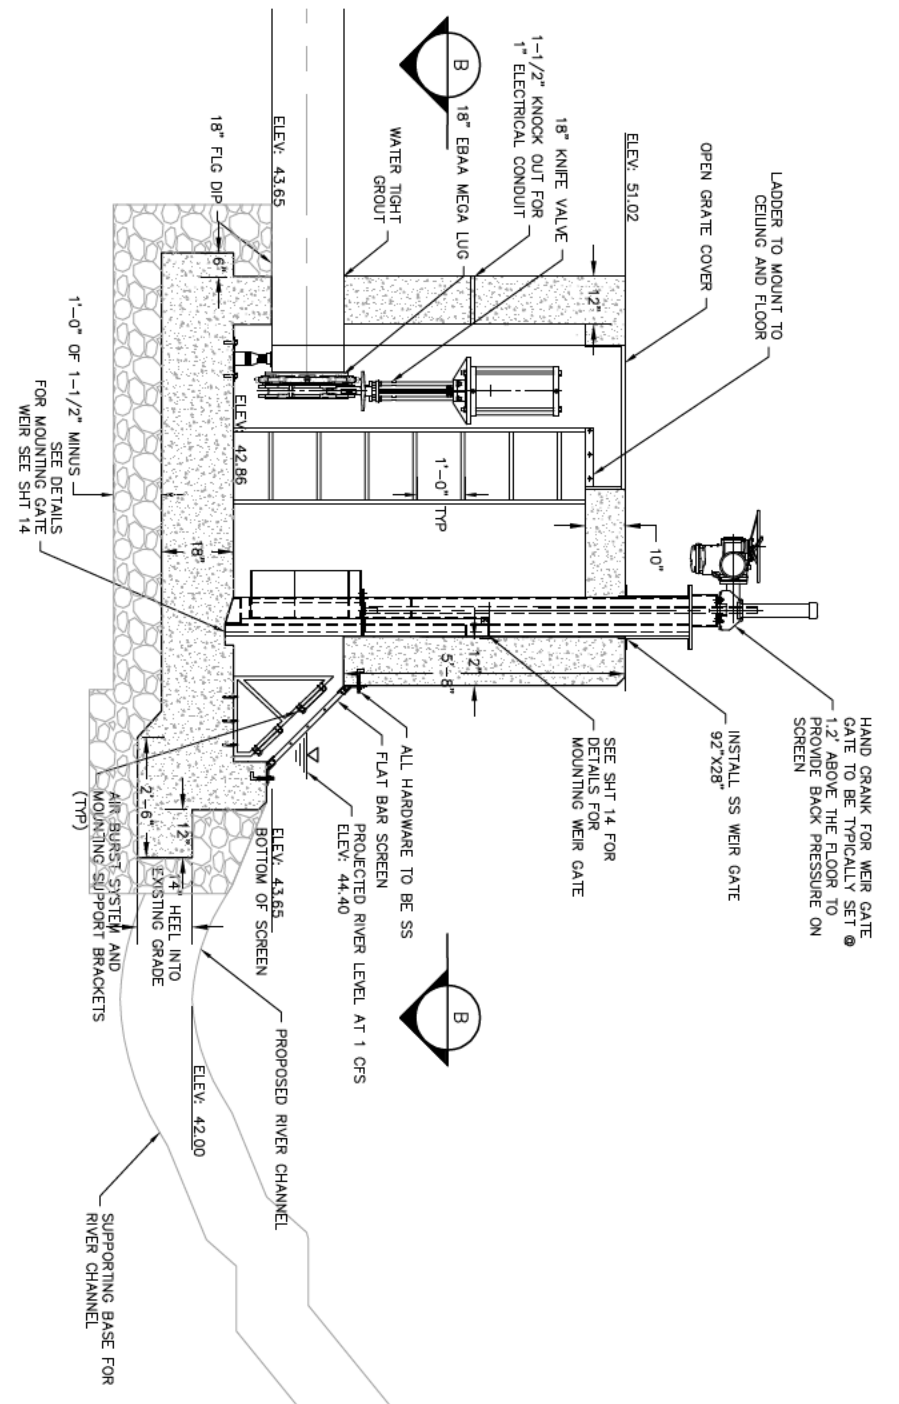 LADDER TO MOUNT TO
CEILING AND FLOOR
OPEN GRATE COVER
ELEV: 51.02
18" KNIFE VALVE
1-1/2" KNOCK OUT FOR
1" ELECTRICAL CONDUIT
B
18" EBAA MEGA LUG
WATER TIGHT
GROUT
ELEV: 43.65
18" FLG DIP
6"
12"
ELEV: 42.86
1'-0" TYP
10"
18"
1'-0" OF 1-1/2" MINUS
SEE DETAILS
FOR MOUNTING GATE
WEIR SEE SHT 14
HAND CRANK FOR WEIR GATE
GATE TO BE TYPICALLY SET @
1.2' ABOVE THE FLOOR TO
PROVIDE BACK PRESSURE ON
SCREEN
INSTALL SS WEIR GATE
92"X28"
12"
5'-8"
SEE SHT 14 FOR
DETAILS FOR
MOUNTING WEIR GATE
ALL HARDWARE TO BE SS
FLAT BAR SCREEN
PROJECTED RIVER LEVEL AT 1 CFS
ELEV: 44.40
ELEV: 43.65
BOTTOM OF SCREEN
12"
2'-6"
14" HEEL INTO
EXISTING GRADE
AIR BURST SYSTEM AND
MOUNTING SUPPORT BRACKETS
(TYP)
B
PROPOSED RIVER CHANNEL
ELEV: 42.00
SUPPORTING BASE FOR
RIVER CHANNEL